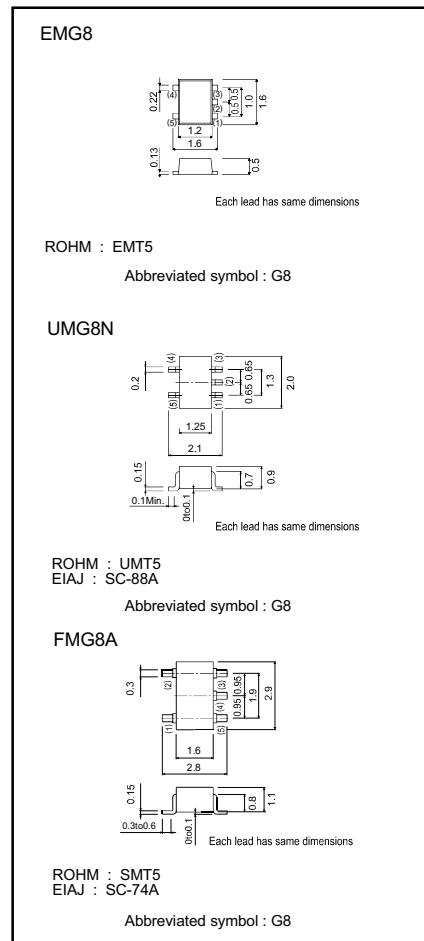 EMG8
0.22
(4)
(3)
(2)
(5)
(1)
0.5
0.5
1.0
1.6
1.2
1.6
0.13
0.5
Each lead has same dimensions
ROHM : EMT5
Abbreviated symbol : G8
UMG8N
0.2
(4)
(3)
(2)
(5)
(1)
0.65
0.65
1.3
2.0
1.25
2.1
0.15
0.1Min.
0to0.1
0.7
0.9
Each lead has same dimensions
ROHM : UMT5
EIAJ : SC-88A
Abbreviated symbol : G8
FMG8A
0.3
(2)
(3)
(4)
(1)
(5)
0.95
0.95
1.9
2.9
1.6
2.8
0.15
0.3to0.6
0to0.1
0.8
1.1
Each lead has same dimensions
ROHM : SMT5
EIAJ : SC-74A
Abbreviated symbol : G8